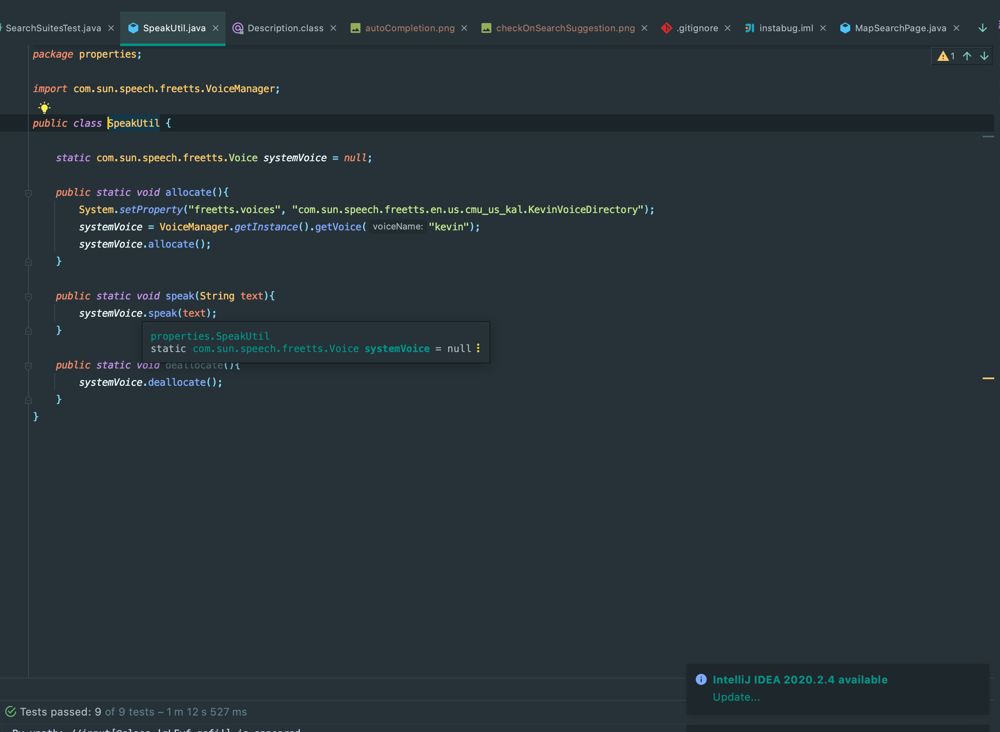 SearchSuitesTest.java SpeakUtil.java Description.class autoCompletion.png checkOnSearchSuggestion.png .gitignore instabug.iml MapSearchPage.java
package properties;
1
import com.sun.speech.freetts.VoiceManager;
public class SpeakUtil {
static com.sun.speech.freetts.Voice systemVoice = null;
public static void allocate(){
System.setProperty("freetts.voices", "com.sun.speech.freetts.en.us.cmu_us_kal.KevinVoiceDirectory");
systemVoice = VoiceManager.getInstance().getVoice( voiceName: "kevin");
systemVoice.allocate();
}
public static void speak(String text){
systemVoice.speak(text);
}
properties.SpeakUtil
static com.sun.speech.freetts.Voice systemVoice = null
public static void deallocate(){
systemVoice.deallocate();
}
}
IntelliJ IDEA 2020.2.4 available
Update...
Tests passed: 9 of 9 tests – 1 m 12 s 527 ms